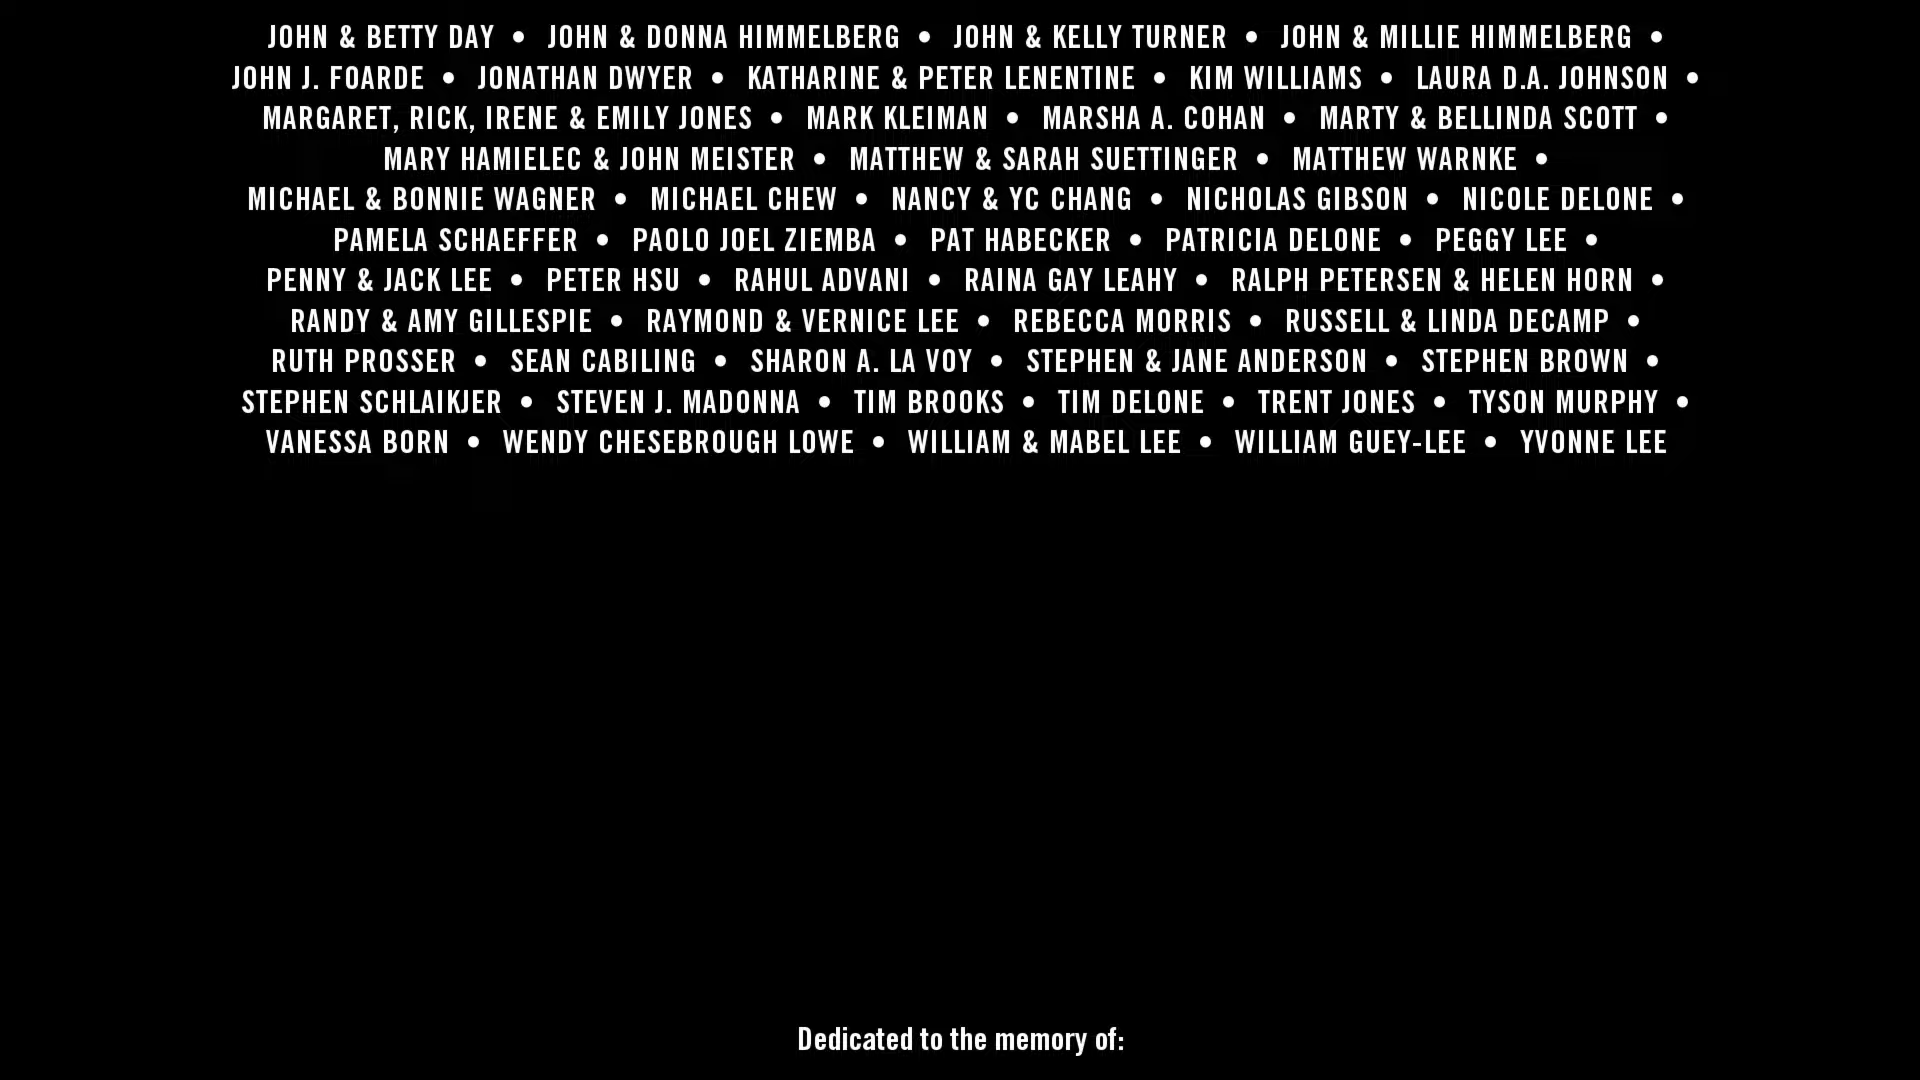 JOHN & BETTY DAY • JOHN & DONNA HIMMELBERG • JOHN & KELLY TURNER • JOHN & MILLIE HIMMELBERG •
JOHN J. FOARDE • JONATHAN DWYER • KATHARINE & PETER LENENTINE • KIM WILLIAMS • LAURA D.A. JOHNSON •
MARGARET, RICK, IRENE & EMILY JONES • MARK KLEIMAN • MARSHA A. COHAN • MARTY & BELLINDA SCOTT •
MARY HAMIELEC & JOHN MEISTER • MATTHEW & SARAH SUETTINGER • MATTHEW WARNKE •
MICHAEL & BONNIE WAGNER • MICHAEL CHEW • NANCY & YC CHANG • NICHOLAS GIBSON • NICOLE DELONE •
PAMELA SCHAEFFER • PAOLO JOEL ZIEMBA • PAT HABECKER • PATRICIA DELONE • PEGGY LEE •
PENNY & JACK LEE • PETER HSU • RAHUL ADVANI • RAINA GAY LEAHY • RALPH PETERSEN & HELEN HORN •
RANDY & AMY GILLESPIE • RAYMOND & VERNICE LEE • REBECCA MORRIS • RUSSELL & LINDA DECAMP •
RUTH PROSSER • SEAN CABILING • SHARON A. LA VOY • STEPHEN & JANE ANDERSON • STEPHEN BROWN •
STEPHEN SCHLAIKJER • STEVEN J. MADONNA • TIM BROOKS • TIM DELONE • TRENT JONES • TYSON MURPHY •
VANESSA BORN • WENDY CHESEBROUGH LOWE • WILLIAM & MABEL LEE • WILLIAM GUEY-LEE • YVONNE LEE
Dedicated to the memory of: